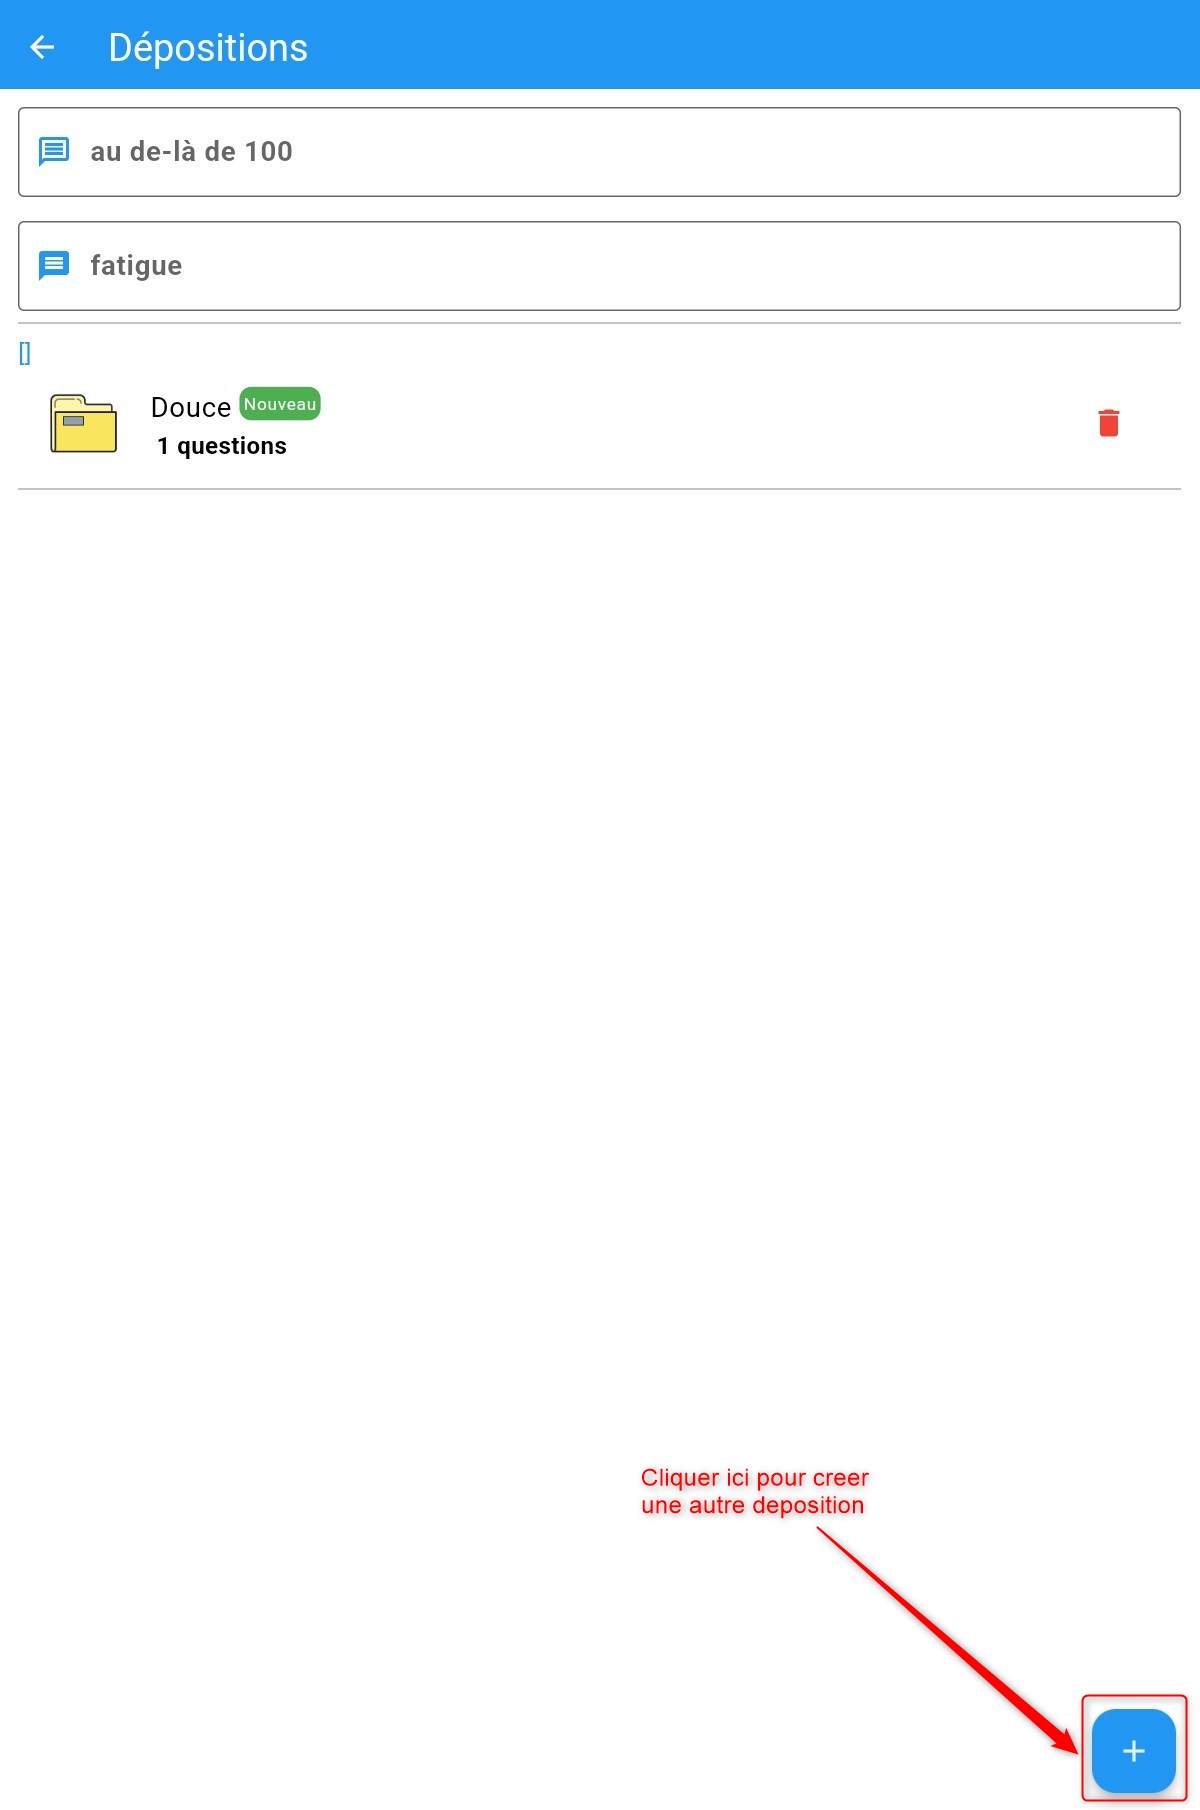 Dépositions
au de-là de 100
fatigue
[]
Douce Nouveau
1 questions
Cliquer ici pour creer
une autre deposition